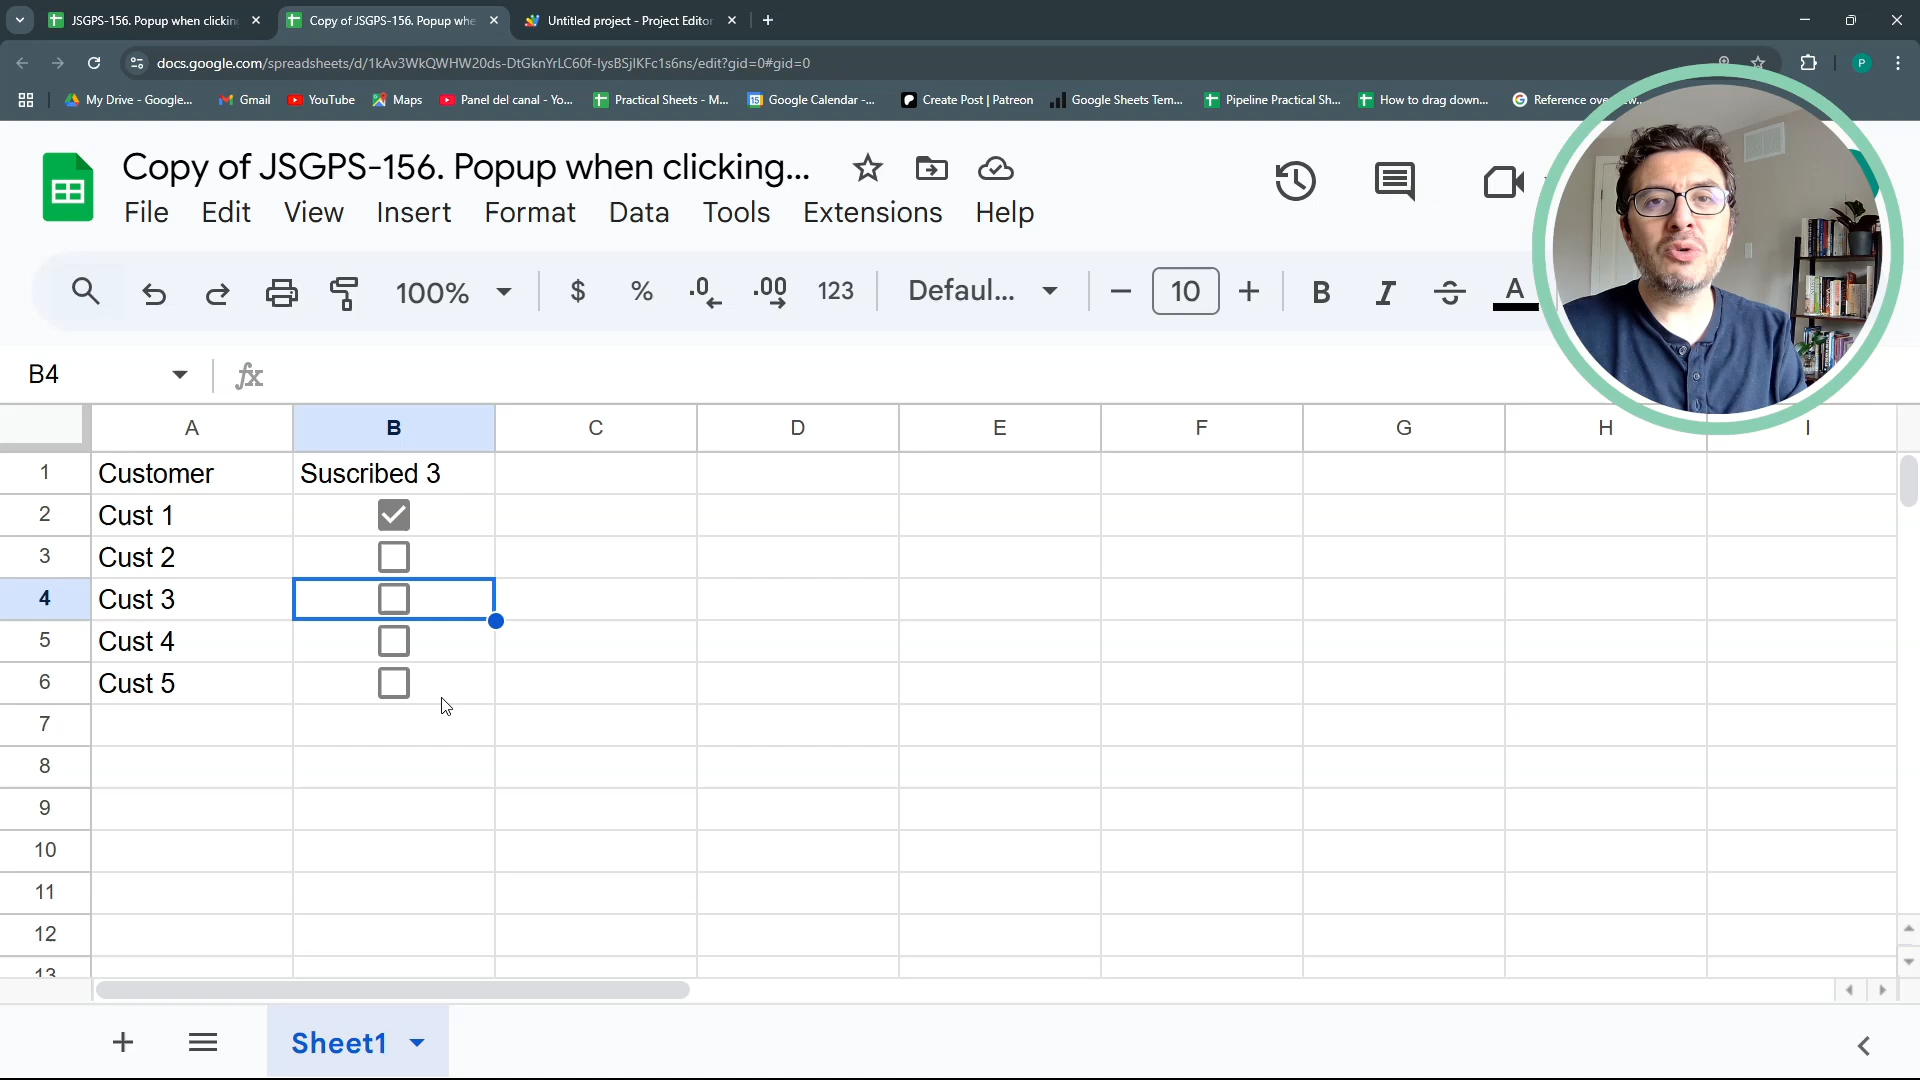 JSGPS-156. Popup when clickin
Copy of JSGPS-156. Popup whe
Untitled project - Project Editor
docs.google.com/spreadsheets/d/1kAv3WkQWHW20ds-DtGknYrLC60f-IysBSjlKFc1s6ns/edit?gid=0#gid=0
P
My Drive - Google...
Gmail
YouTube
Maps
Panel del canal - Yo...
Practical Sheets - M...
Google Calendar -...
Create Post | Patreon
Google Sheets Tem...
Pipeline Practical Sh...
How to drag down...
Reference
Copy of JSGPS-156. Popup when clicking...
File Edit View Insert Format Data Tools Extensions Help
100% $ % .0 .00 123 Defaul... 10 B I A
B4 fx
A B C D E F G H I
1 Customer Suscribed 3
2 Cust 1
3 Cust 2
4 Cust 3
5 Cust 4
6 Cust 5
7
8
9
10
11
12
13
Sheet1